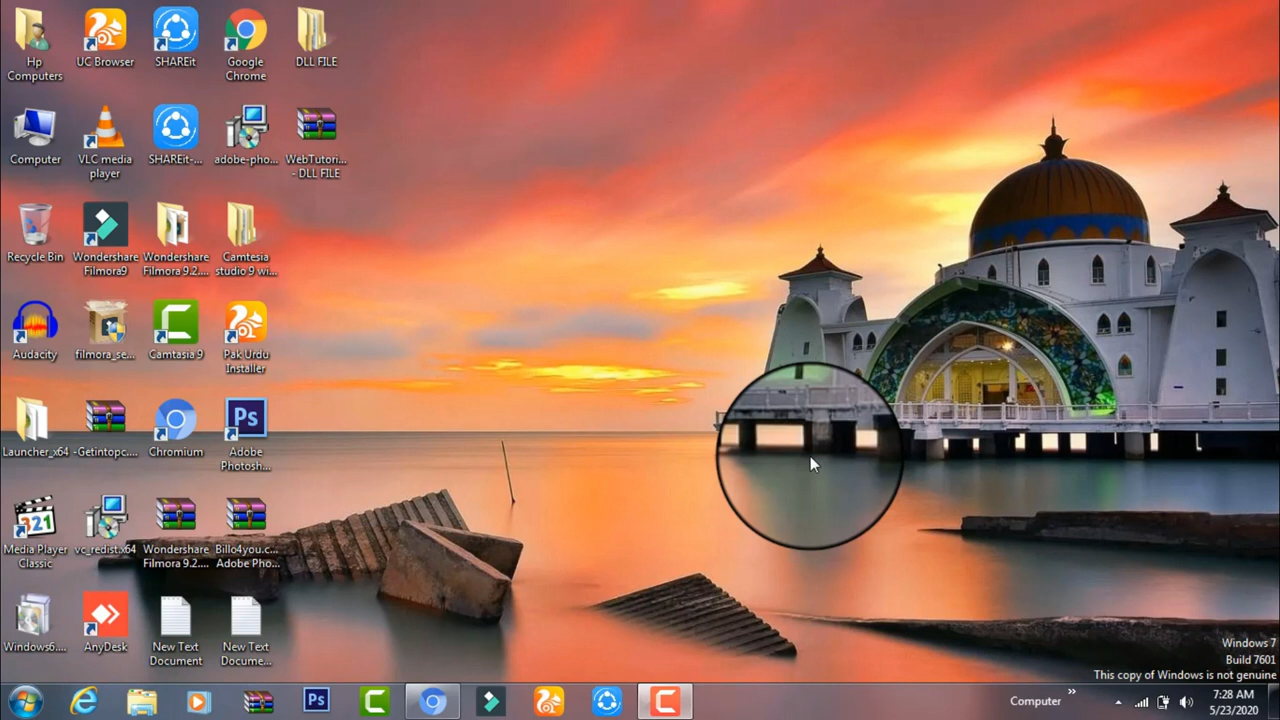 Hp
Computers
UC Browser
SHAREit
Google
Chrome
DLL FILE
Computer
VLC media
player
SHAREit-...
adobe-pho...
WebTutori...
- DLL FILE
Recycle Bin
Wondershare
Filmora9
Wondershare
Filmora 9.2....
Camtesia
studio 9 wi...
Audacity
filmora_se...
Camtasia 9
Pak Urdu
Installer
Launcher_x64
-Getintopc....
Chromium
Ps
Adobe
Photosh...
321
Media Player
Classic
vc_redist.x64
Wondershare
Filmora 9.2....
Billo4you.c...
Adobe Pho...
Windows6....
AnyDesk
New Text
Document
New Text
Docume...
Windows 7
Build 7601
This copy of Windows is not genuine
Ps
Computer
»
7:28 AM
5/23/2020